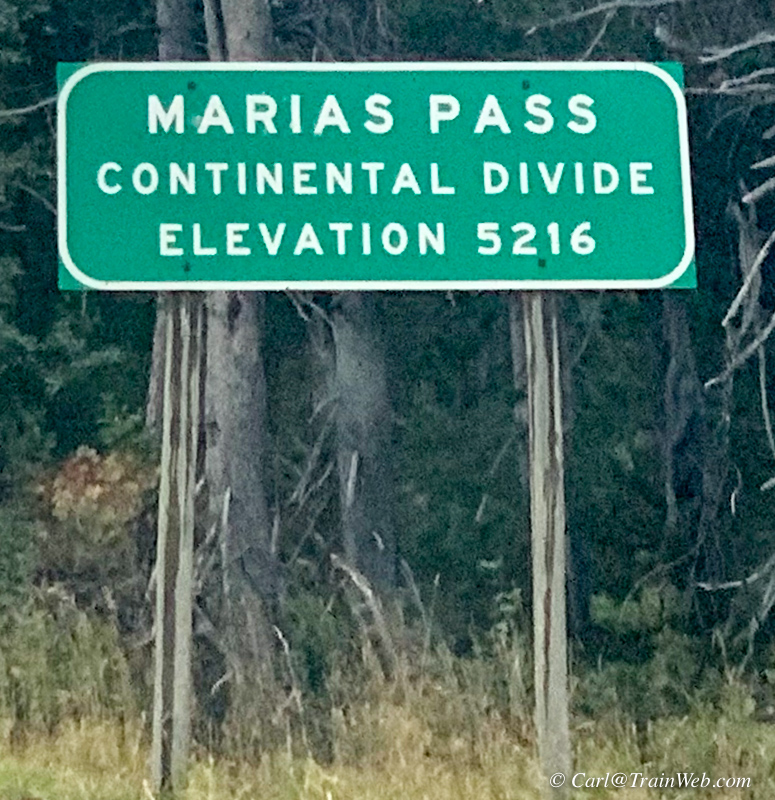 MARIAS PASS
CONTINENTAL DIVIDE
ELEVATION 5216
© Carl@TrainWeb.com